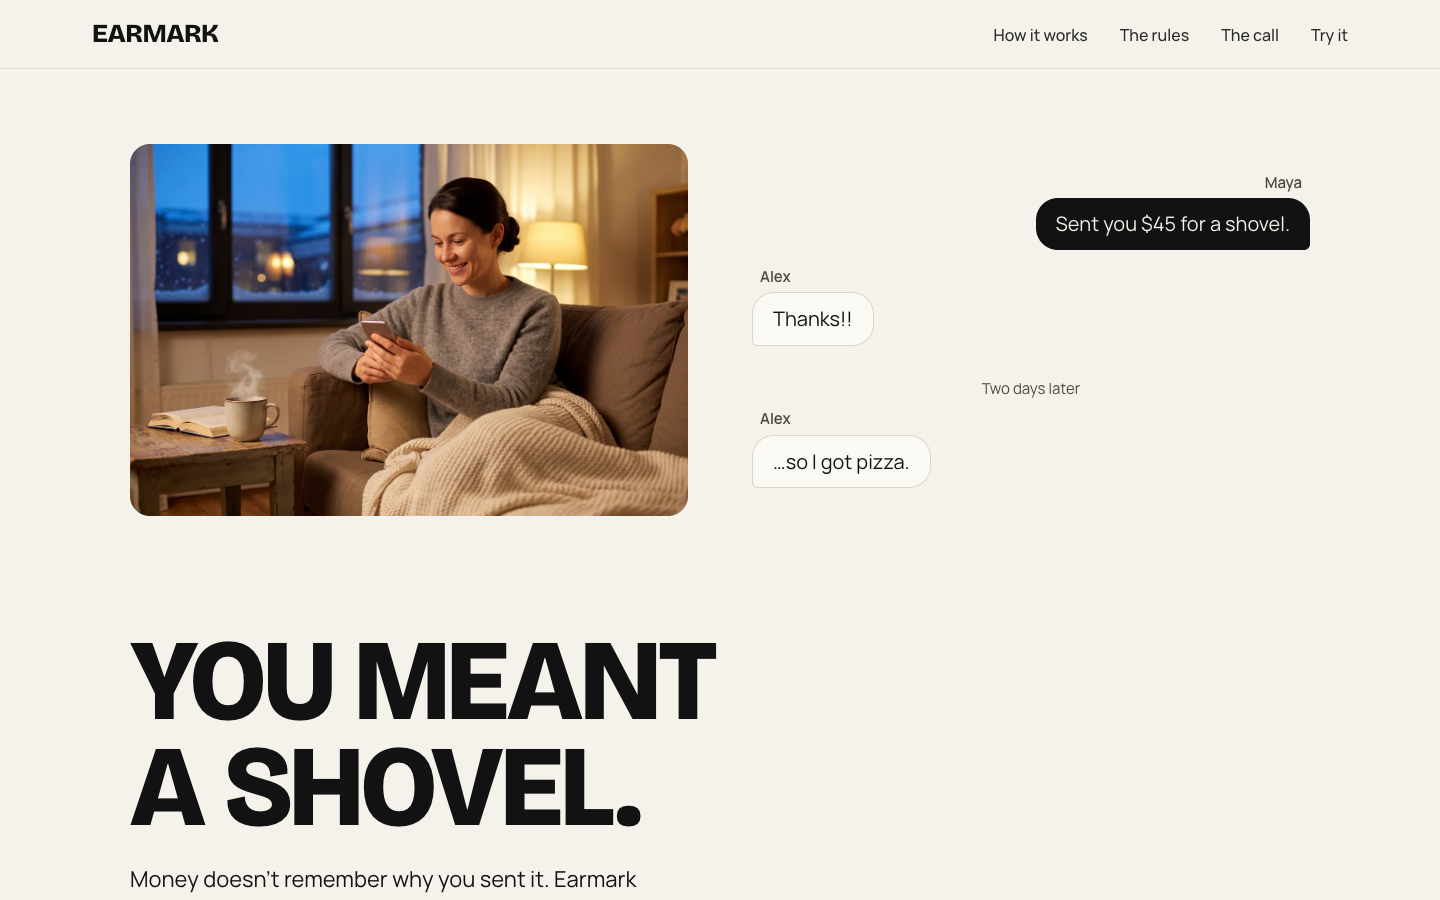 EARMARK
How it works
The rules
The call
Try it
Maya
Sent you $45 for a shovel.
Alex
Thanks!!
Two days later
Alex
…so I got pizza.
YOU MEANT
A SHOVEL.
Money doesn’t remember why you sent it. Earmark